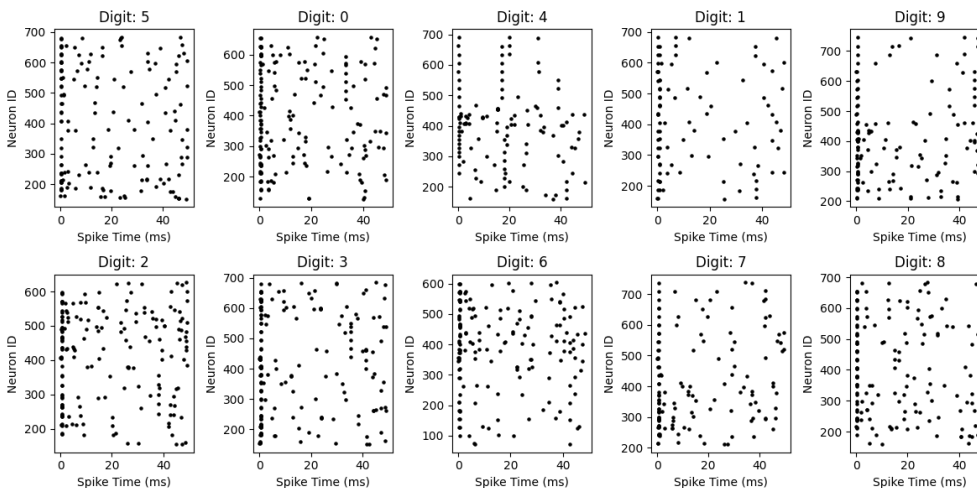 Digit: 5
Digit: 0
Digit: 4
Digit: 1
Digit: 9
700
600
500
400
300
200
Neuron ID
0
20
40
Spike Time (ms)
600
500
400
300
200
Neuron ID
0
20
40
Spike Time (ms)
700
600
500
400
300
200
Neuron ID
0
20
40
Spike Time (ms)
700
600
500
400
300
200
Neuron ID
0
20
40
Spike Time (ms)
700
600
500
400
300
200
Neuron ID
0
20
40
Spike Time (ms)
Digit: 2
Digit: 3
Digit: 6
Digit: 7
Digit: 8
600
500
400
300
200
Neuron ID
0
20
40
Spike Time (ms)
700
600
500
400
300
200
Neuron ID
0
20
40
Spike Time (ms)
600
500
400
300
200
100
Neuron ID
0
20
40
Spike Time (ms)
700
600
500
400
300
200
Neuron ID
0
20
40
Spike Time (ms)
700
600
500
400
300
200
Neuron ID
0
20
40
Spike Time (ms)